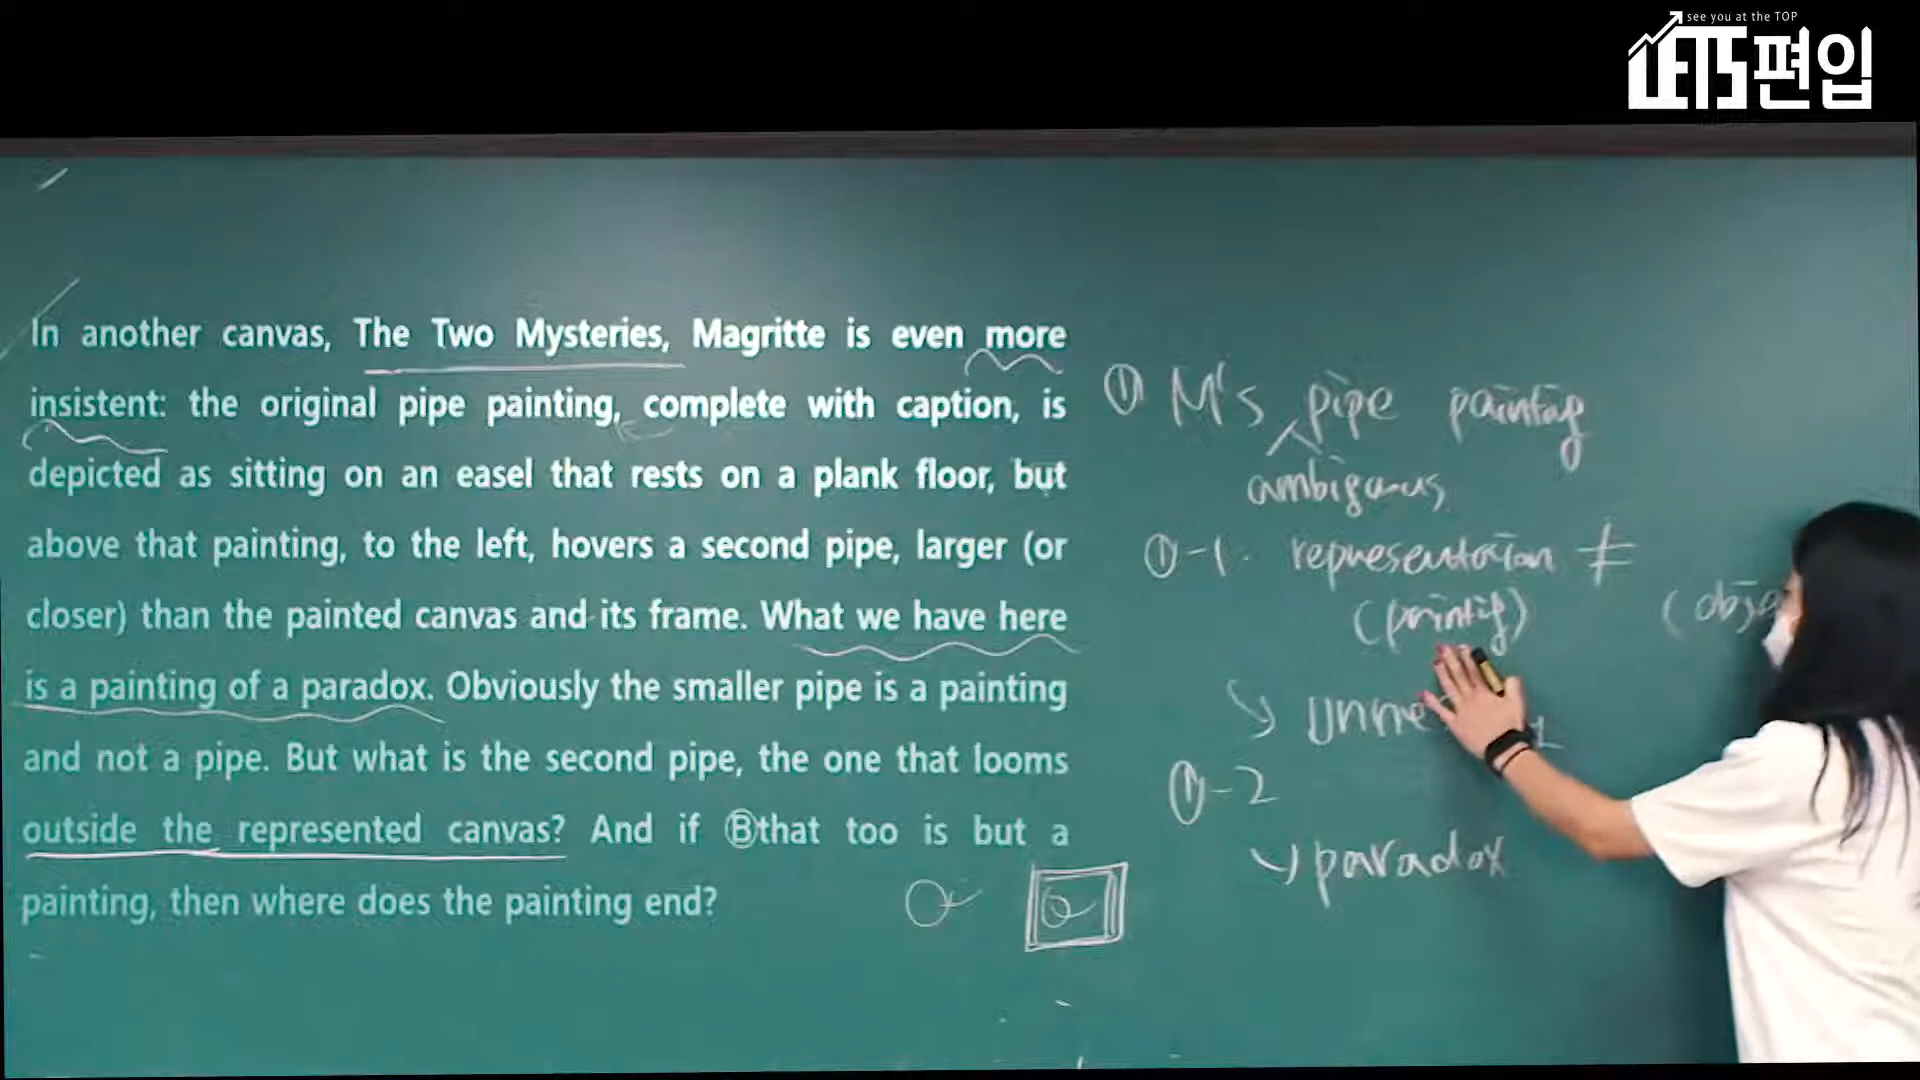 see you at the TOP
LETS편입
In another canvas, The Two Mysteries, Magritte is even more
insistent: the original pipe painting, complete with caption, is
depicted as sitting on an easel that rests on a plank floor, but
above that painting, to the left, hovers a second pipe, larger (or
closer) than the painted canvas and its frame. What we have here
is a painting of a paradox. Obviously the smaller pipe is a painting
and not a pipe. But what is the second pipe, the one that looms
outside the represented canvas? And if Ⓑthat too is but a
painting, then where does the painting end?
① M's pipe painting
ambiguous
①-1. representation ≠
①-2
↘ paradox